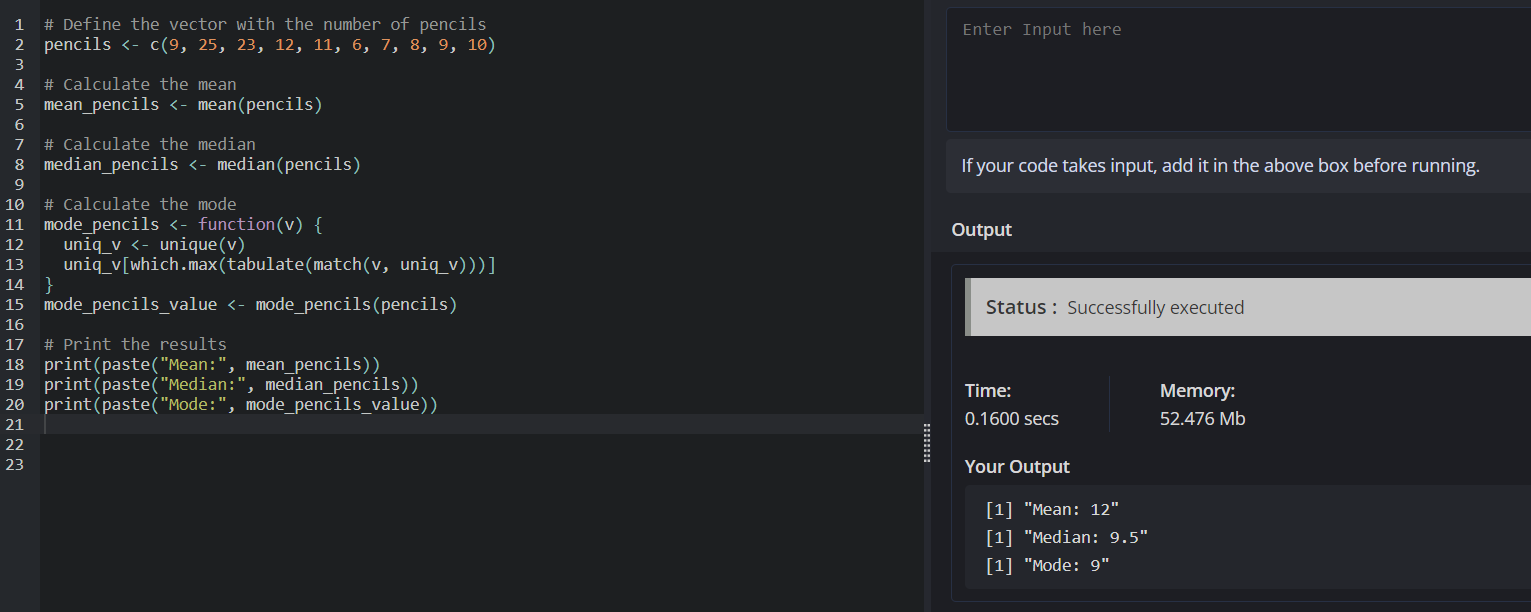 1 # Define the vector with the number of pencils
2 pencils <- c(9, 25, 23, 12, 11, 6, 7, 8, 9, 10)
3
4 # Calculate the mean
5 mean_pencils <- mean(pencils)
6
7 # Calculate the median
8 median_pencils <- median(pencils)
9
10 # Calculate the mode
11 mode_pencils <- function(v) {
12   uniq_v <- unique(v)
13   uniq_v[which.max(tabulate(match(v, uniq_v)))]
14 }
15 mode_pencils_value <- mode_pencils(pencils)
16
17 # Print the results
18 print(paste("Mean:", mean_pencils))
19 print(paste("Median:", median_pencils))
20 print(paste("Mode:", mode_pencils_value))
21
22
23
Enter Input here
If your code takes input, add it in the above box before running.
Output
Status : Successfully executed
Time: Memory:
0.1600 secs 52.476 Mb
Your Output
[1] "Mean: 12"
[1] "Median: 9.5"
[1] "Mode: 9"